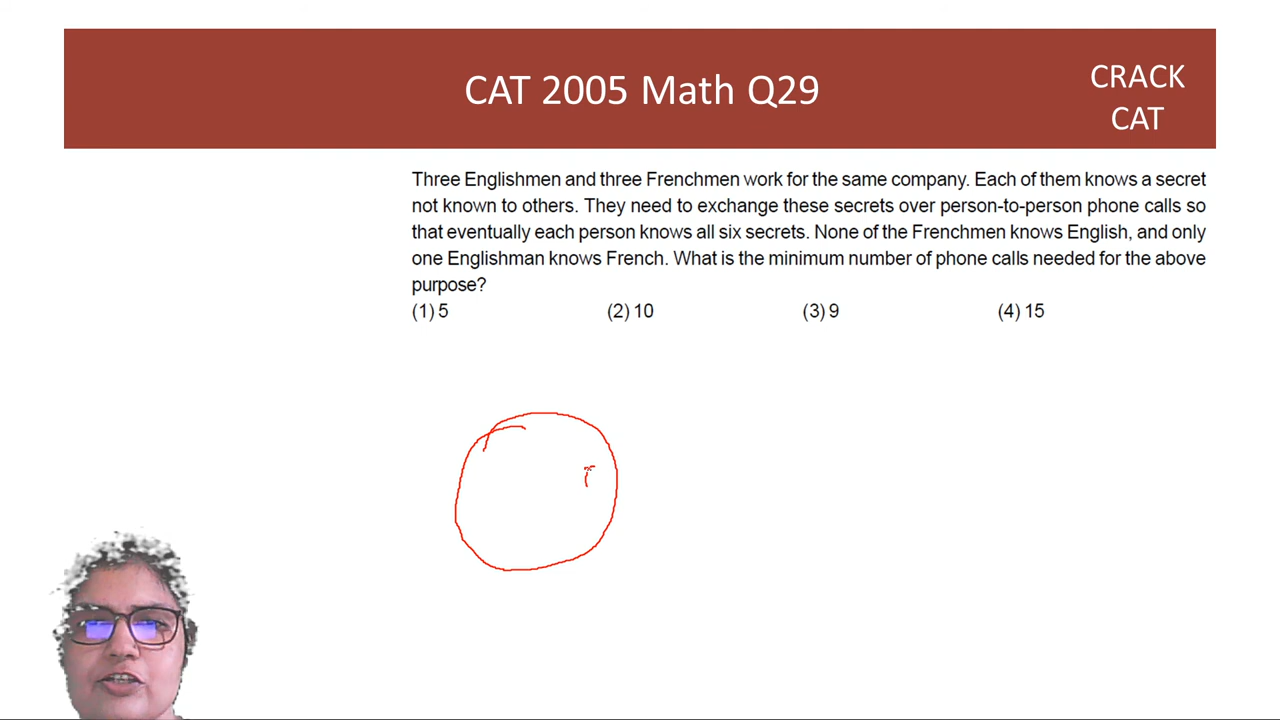 CAT 2005 Math Q29
CRACK
CAT
Three Englishmen and three Frenchmen work for the same company. Each of them knows a secret
not known to others. They need to exchange these secrets over person-to-person phone calls so
that eventually each person knows all six secrets. None of the Frenchmen knows English, and only
one Englishman knows French. What is the minimum number of phone calls needed for the above
purpose?
(1) 5 (2) 10 (3) 9 (4) 15